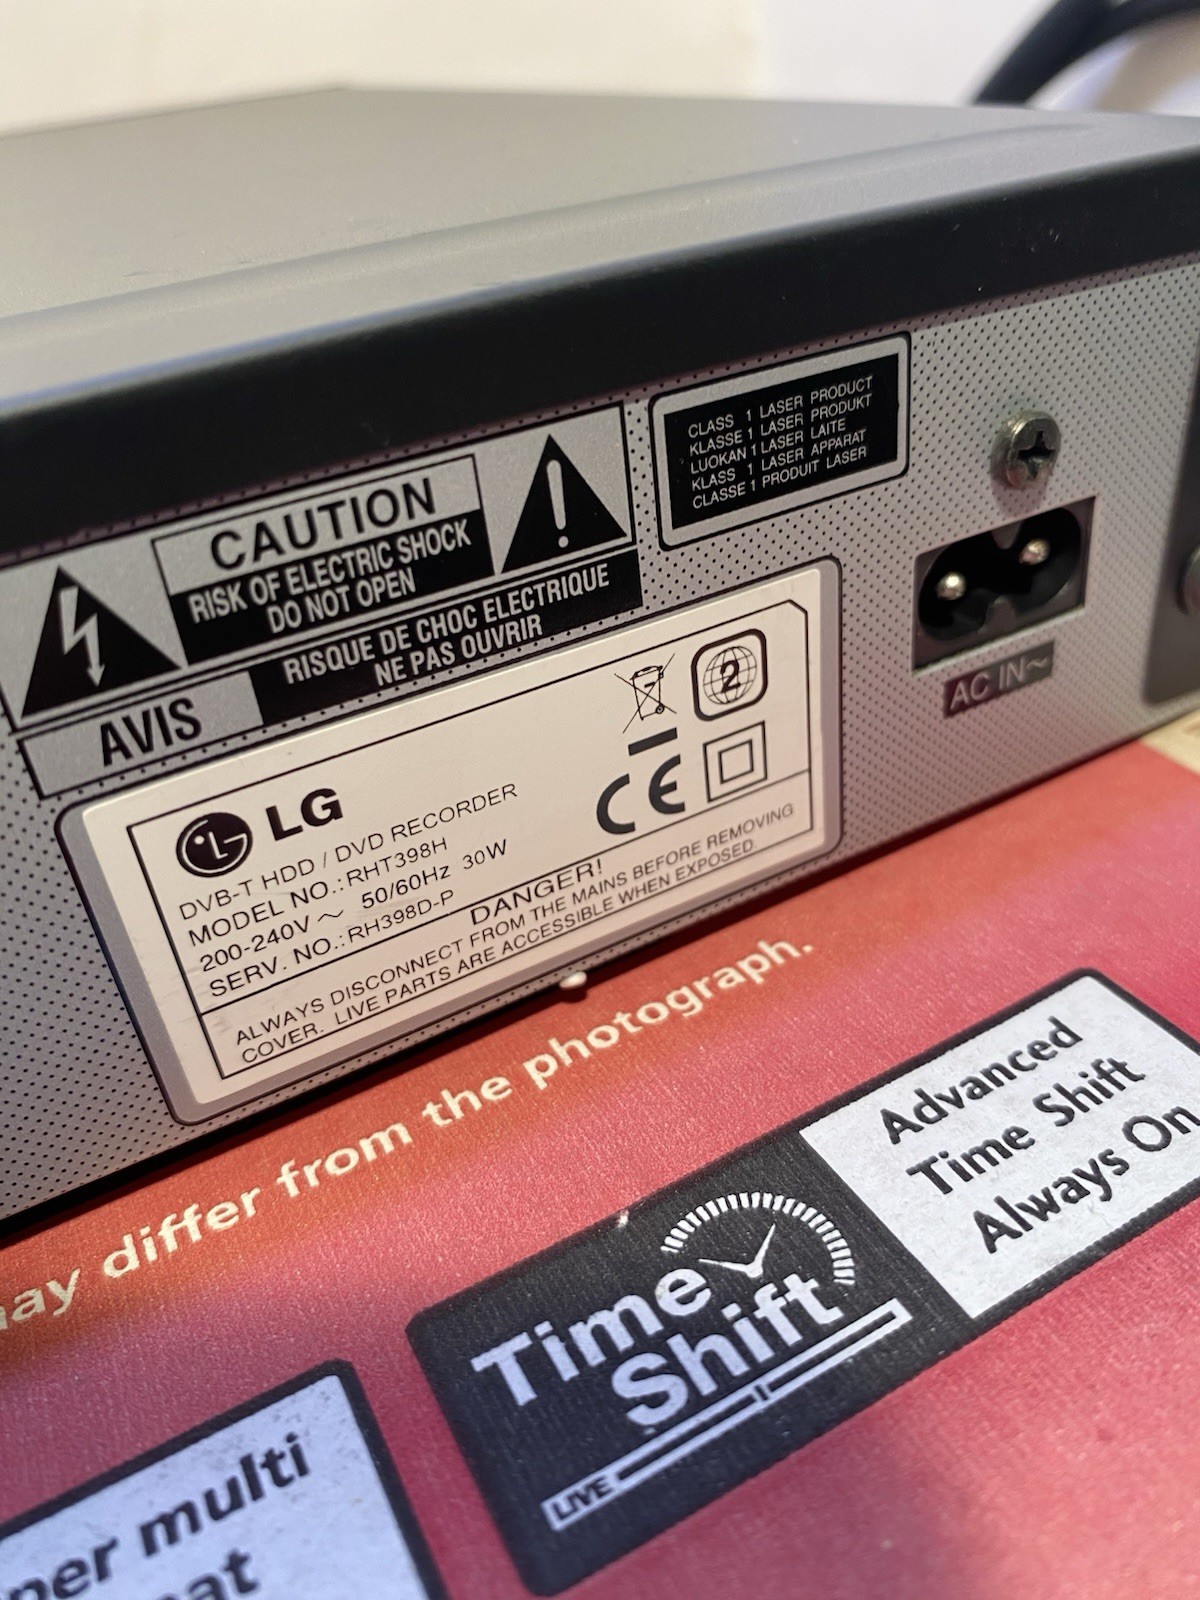 CLASS 1 LASER PRODUCT
KLASSE 1 LASER PRODUKT
LUOKAN 1 LASER LAITE
KLASS 1 LASER APPARAT
CLASSE 1 PRODUIT LASER
CAUTION
RISK OF ELECTRIC SHOCK
DO NOT OPEN
AVIS
RISQUE DE CHOC ELECTRIQUE
NE PAS OUVRIR
AC IN~
2
LG
CE
DVB-T HDD / DVD RECORDER
MODEL NO.:RHT398H
200-240V ~ 50/60Hz 30W
SERV. NO.:RH398D-P
DANGER!
ALWAYS DISCONNECT FROM THE MAINS BEFORE REMOVING
COVER. LIVE PARTS ARE ACCESSIBLE WHEN EXPOSED.
differ from the photograph.
Advanced
Time Shift
Always On
Time
Shift
LIVE
multi